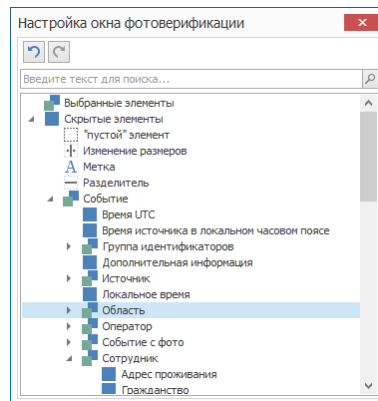 Настройка окна фотоверификации
Введите текст для поиска...
Выбранные элементы
Скрытые элементы
"пустой" элемент
Изменение размеров
A Метка
Разделитель
Событие
Время UTC
Время источника в локальном часовом поясе
Группа идентификаторов
Дополнительная информация
Источник
Локальное время
Область
Оператор
Событие с фото
Сотрудник
Адрес проживания
Гражданство